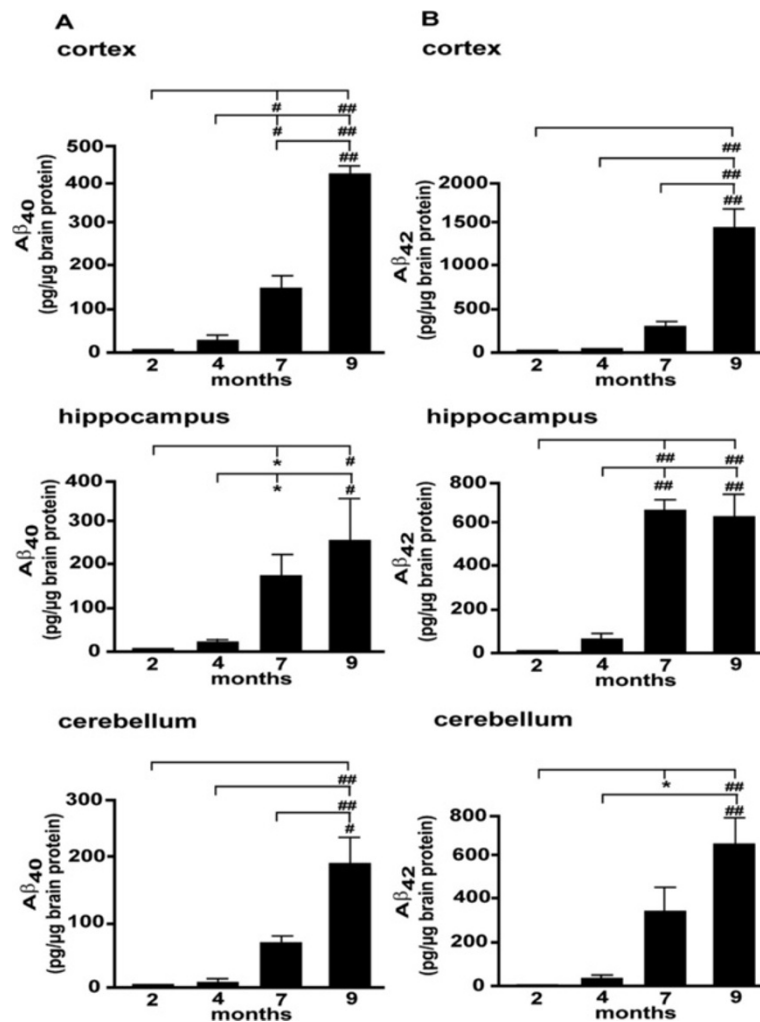 A
cortex
# ##
# ##
##
500
400
300
200
100
0
Aβ40
(pg/µg brain protein)
2 4 7 9
months
hippocampus
* #
* #
400
300
200
100
0
Aβ40
(pg/µg brain protein)
2 4 7 9
months
cerebellum
##
##
#
300
200
100
0
Aβ40
(pg/µg brain protein)
2 4 7 9
months
B
cortex
##
##
##
2000
1500
1000
500
0
Aβ42
(pg/µg brain protein)
2 4 7 9
months
hippocampus
## ##
## ##
800
600
400
200
0
Aβ42
(pg/µg brain protein)
2 4 7 9
months
cerebellum
* ##
##
800
600
400
200
0
Aβ42
(pg/µg brain protein)
2 4 7 9
months